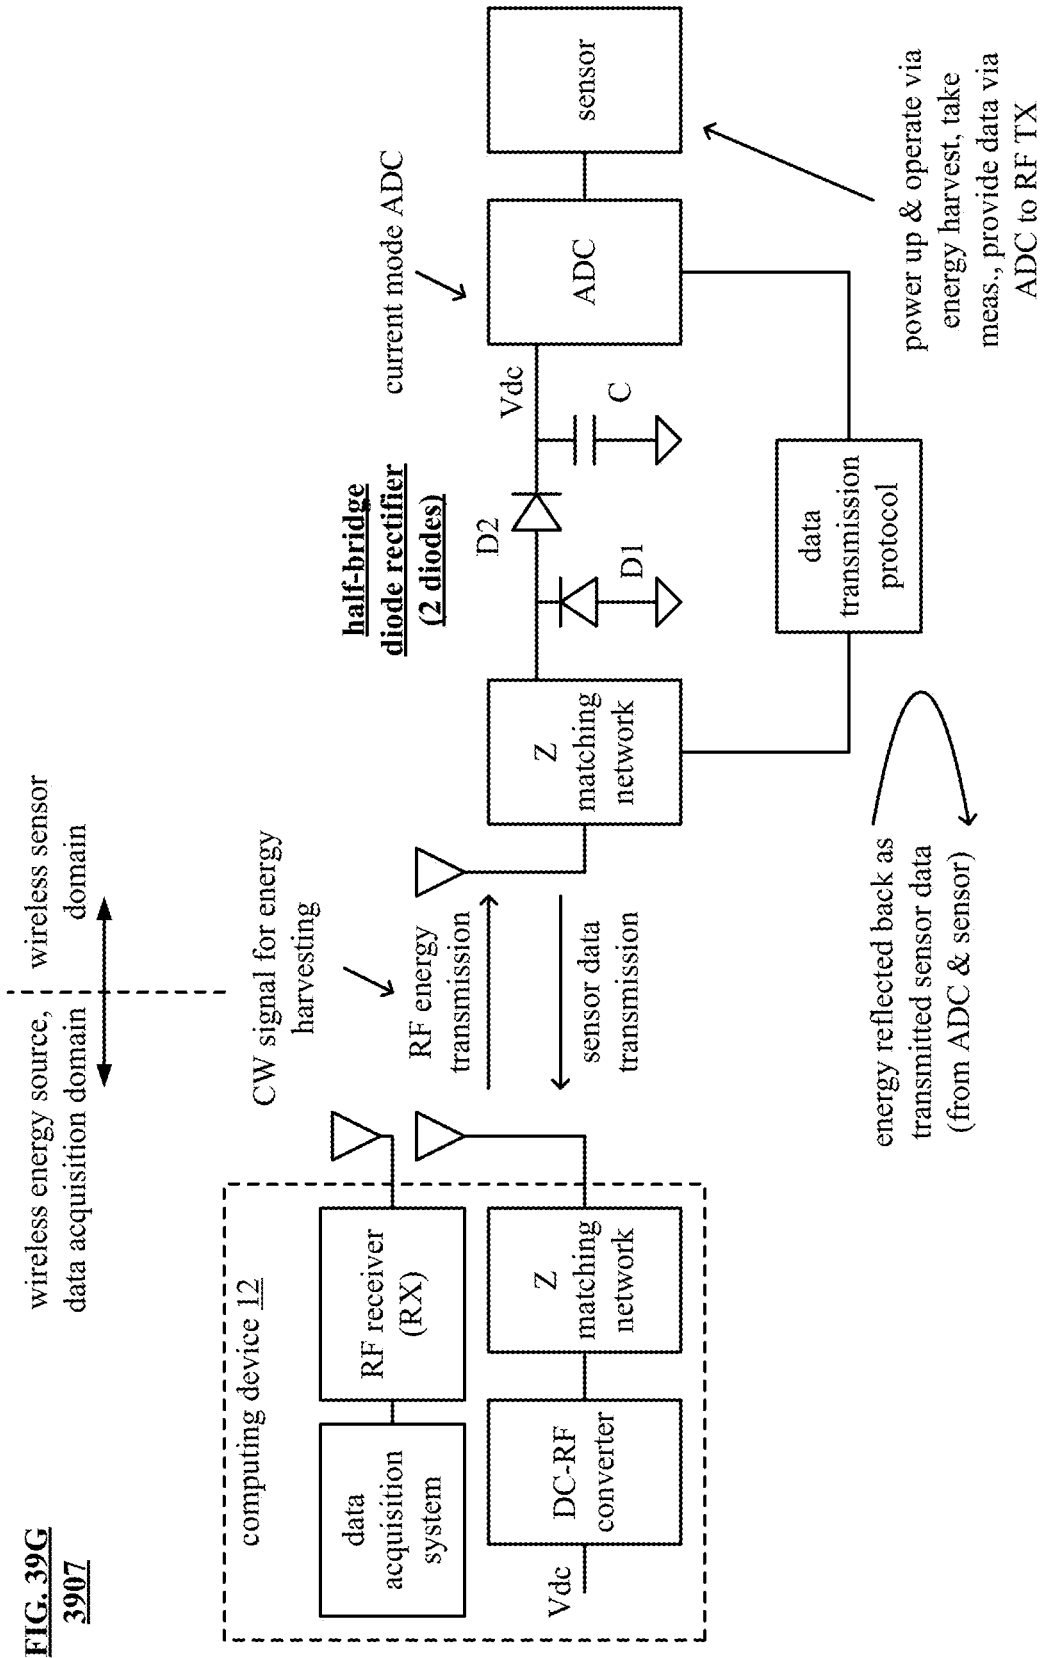 FIG. 39G
3907
wireless energy source,
data acquisition domain
wireless sensor
domain
computing device 12
data
acquisition
system
RF receiver
(RX)
Vdc
DC-RF
converter
Z
matching
network
CW signal for energy
harvesting
RF energy
transmission
sensor data
transmission
Z
matching
network
half-bridge
diode rectifier
(2 diodes)
D2
D1
Vdc
C
current mode ADC
ADC
sensor
data
transmission
protocol
energy reflected back as
transmitted sensor data
(from ADC & sensor)
power up & operate via
energy harvest, take
meas., provide data via
ADC to RF TX